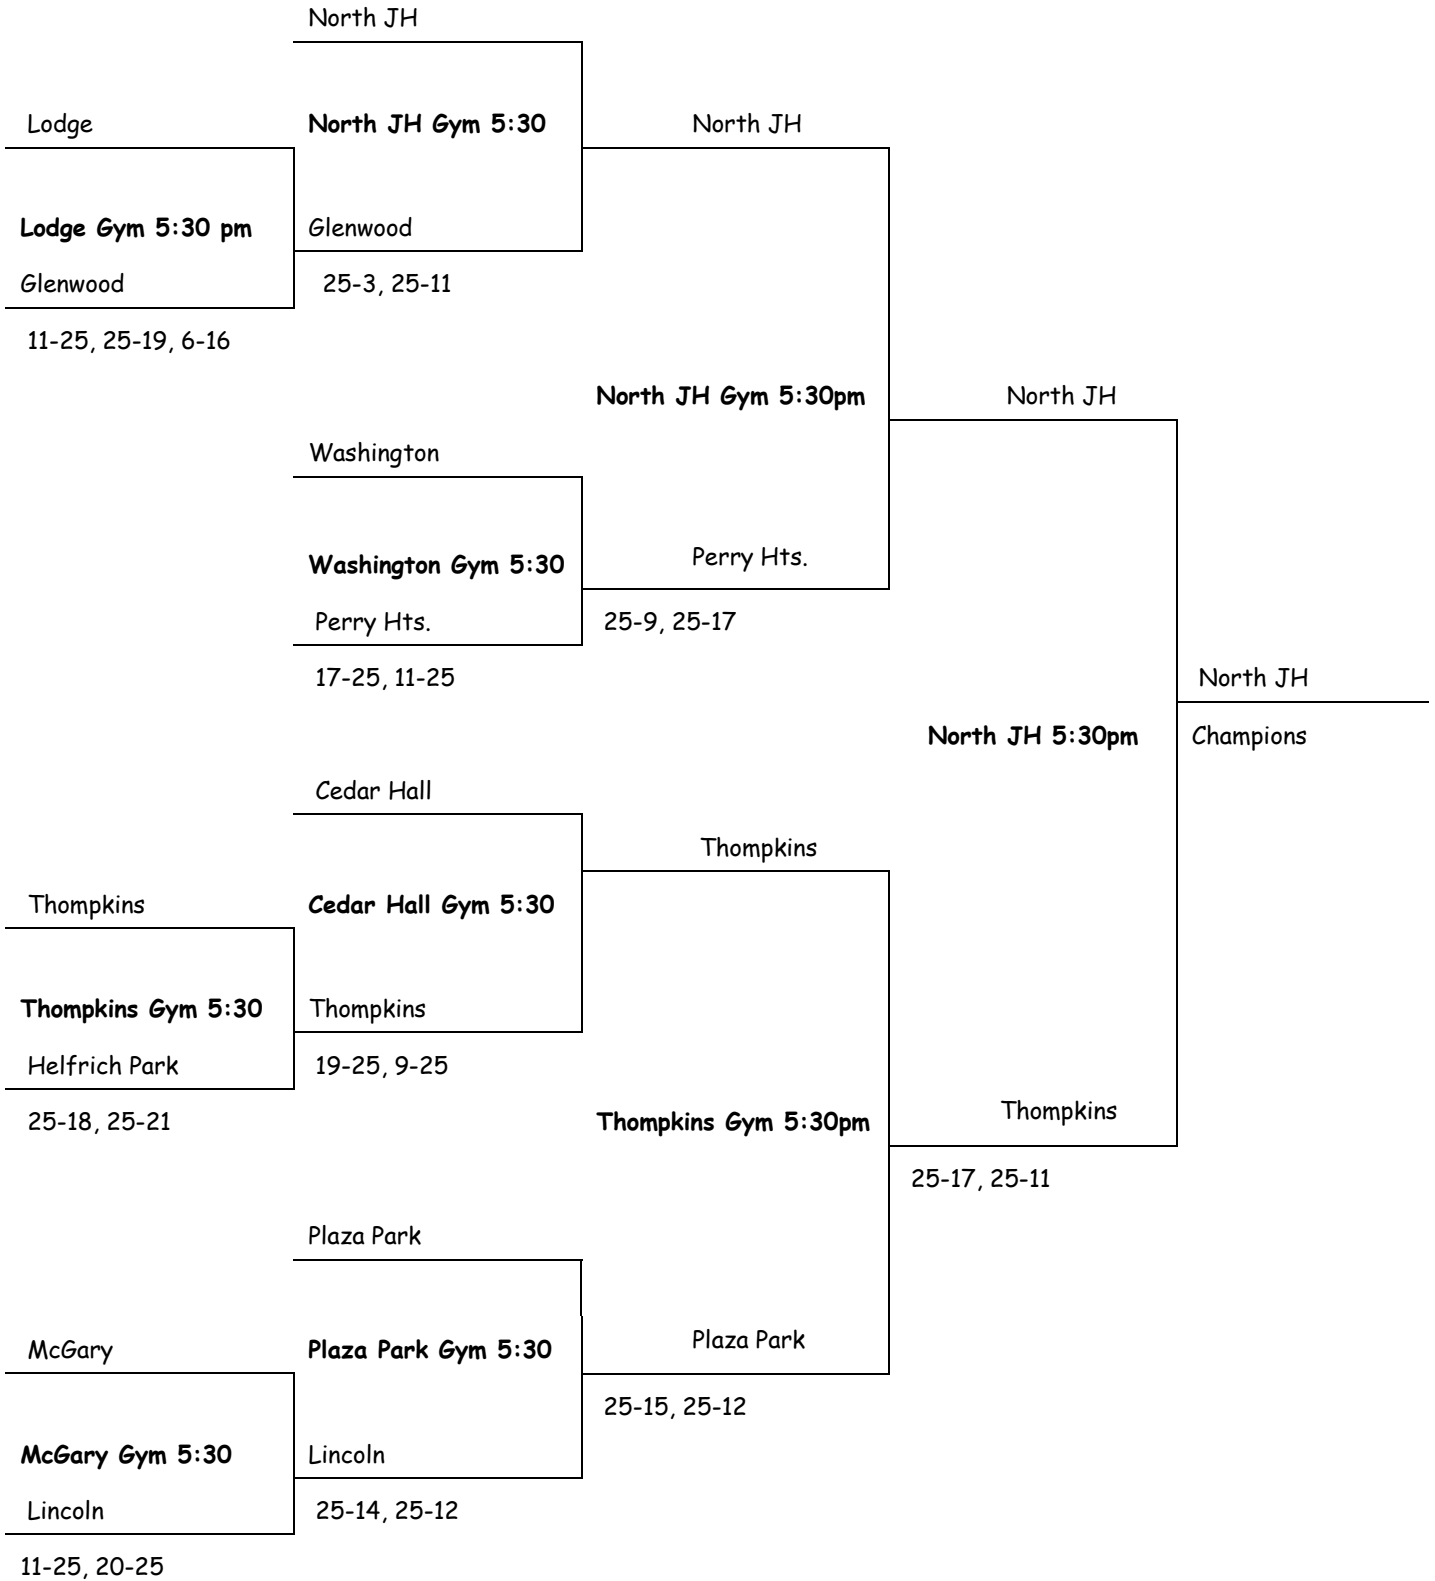 North JH
Lodge
North JH Gym 5:30
North JH
Lodge Gym 5:30 pm
Glenwood
Glenwood
25-3, 25-11
11-25, 25-19, 6-16
North JH Gym 5:30pm
North JH
Washington
Washington Gym 5:30
Perry Hts.
Perry Hts.
25-9, 25-17
17-25, 11-25
North JH
North JH 5:30pm
Champions
Cedar Hall
Thompkins
Thompkins
Cedar Hall Gym 5:30
Thompkins Gym 5:30
Thompkins
Helfrich Park
19-25, 9-25
25-18, 25-21
Thompkins Gym 5:30pm
Thompkins
25-17, 25-11
Plaza Park
McGary
Plaza Park Gym 5:30
Plaza Park
25-15, 25-12
McGary Gym 5:30
Lincoln
Lincoln
25-14, 25-12
11-25, 20-25